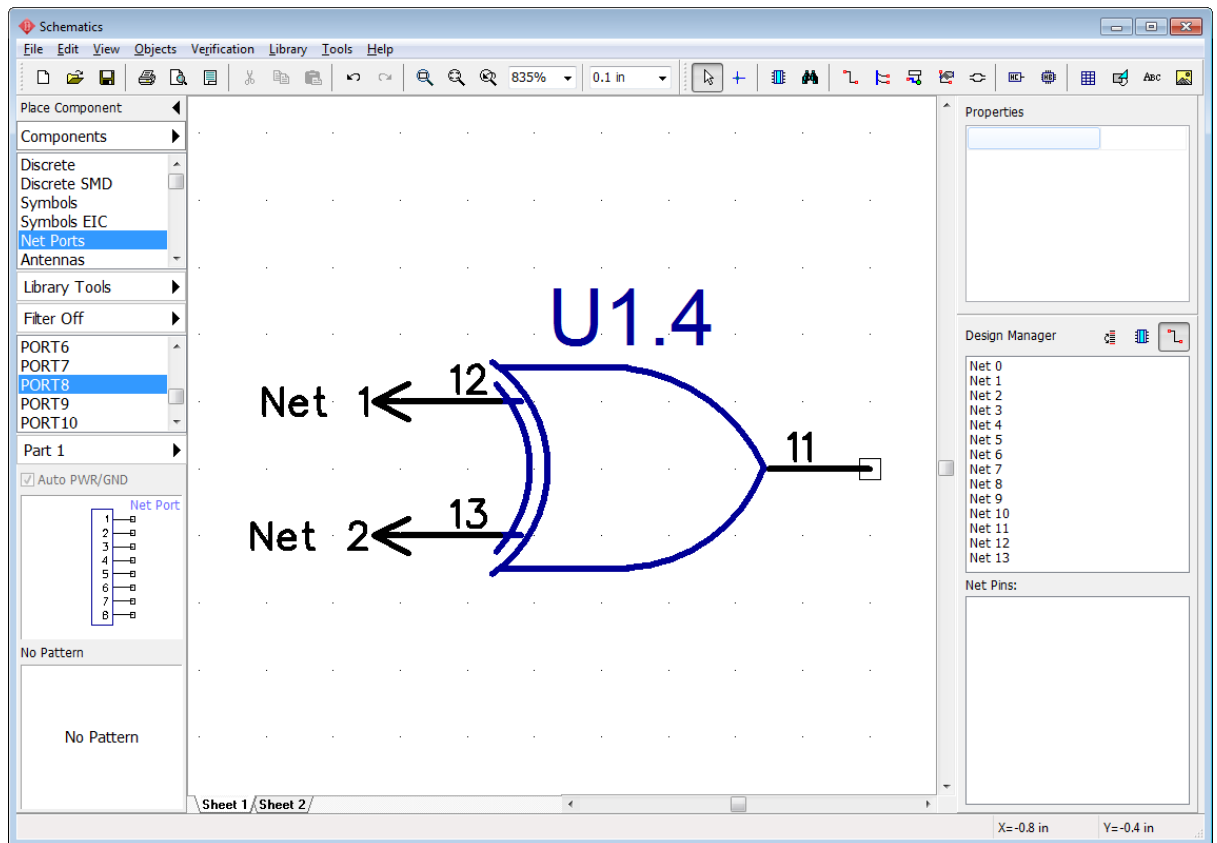 Schematics
File Edit View Objects Verification Library Tools Help
835% 0.1 in ABC
Place Component
Components
Discrete
Discrete SMD
Symbols
Symbols EIC
Net Ports
Antennas
Library Tools
Filter Off
PORT6
PORT7
PORT8
PORT9
PORT10
Part 1
Auto PWR/GND
Net Port
1
2
3
4
5
6
7
8
No Pattern
No Pattern
U1.4
Net 1 12
11
Net 2 13
Sheet 1 Sheet 2
Properties
Design Manager
Net 0
Net 1
Net 2
Net 3
Net 4
Net 5
Net 6
Net 7
Net 8
Net 9
Net 10
Net 11
Net 12
Net 13
Net Pins:
X=-0.8 in Y=-0.4 in